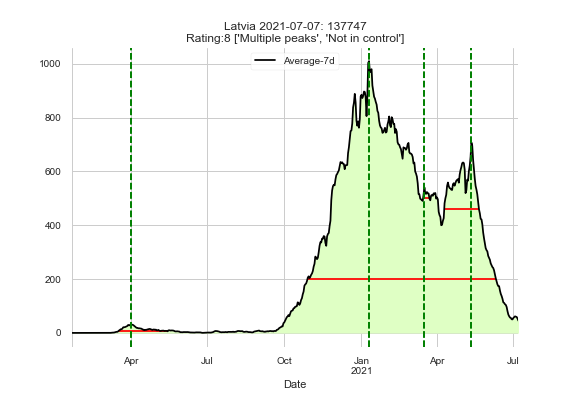 Latvia 2021-07-07: 137747
Rating:8 ['Multiple peaks', 'Not in control']
Average-7d
1000
800
600
400
200
0
Apr Jul Oct Jan Apr Jul
2021
Date